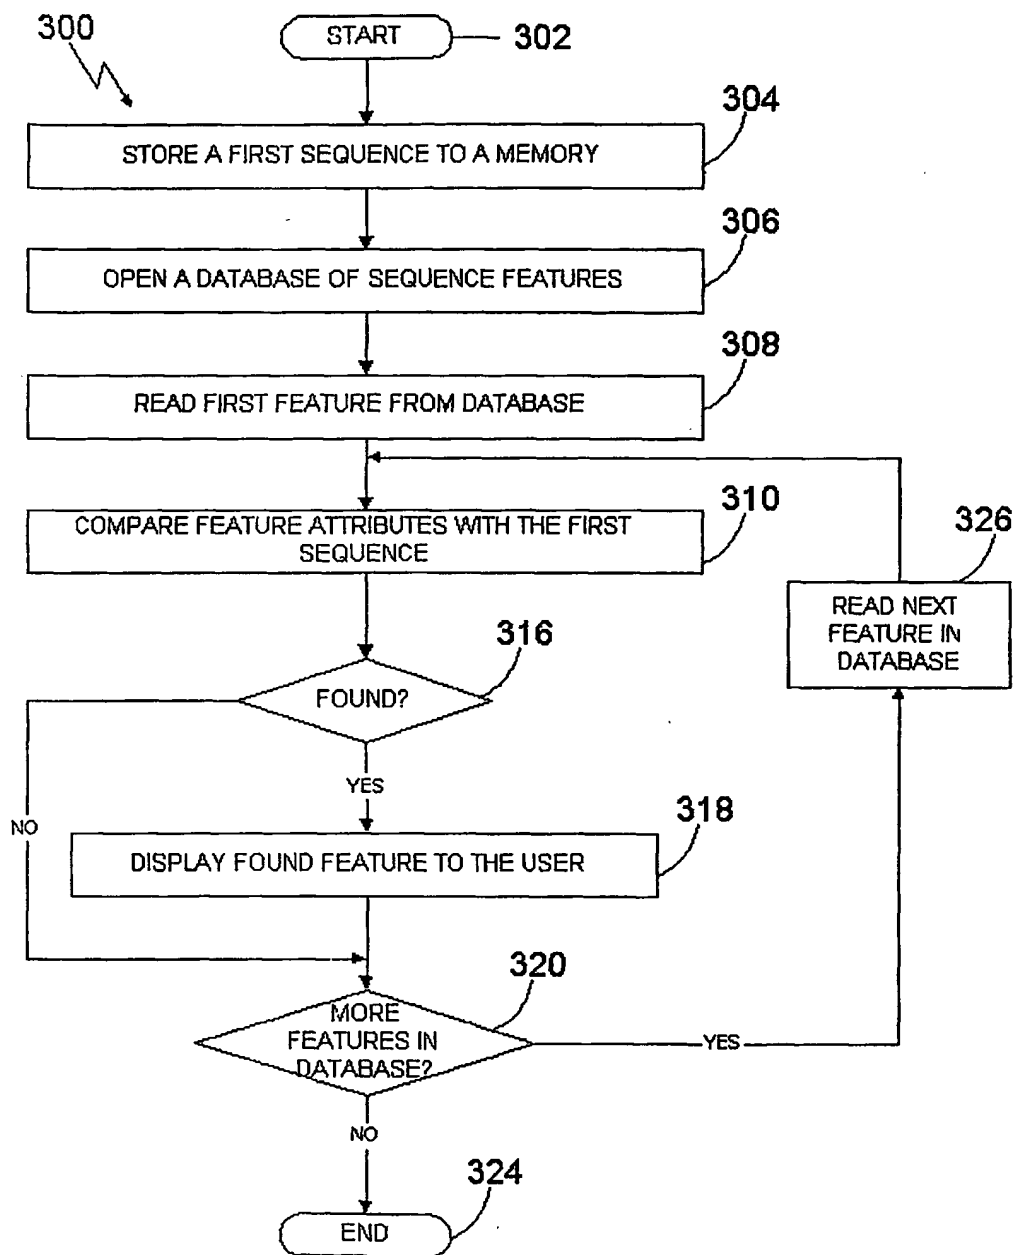 300
START
302
304
STORE A FIRST SEQUENCE TO A MEMORY
306
OPEN A DATABASE OF SEQUENCE FEATURES
308
READ FIRST FEATURE FROM DATABASE
310
COMPARE FEATURE ATTRIBUTES WITH THE FIRST
SEQUENCE
326
READ NEXT
FEATURE IN
DATABASE
316
FOUND?
YES
NO
318
DISPLAY FOUND FEATURE TO THE USER
320
MORE
FEATURES IN
DATABASE?
YES
NO
324
END